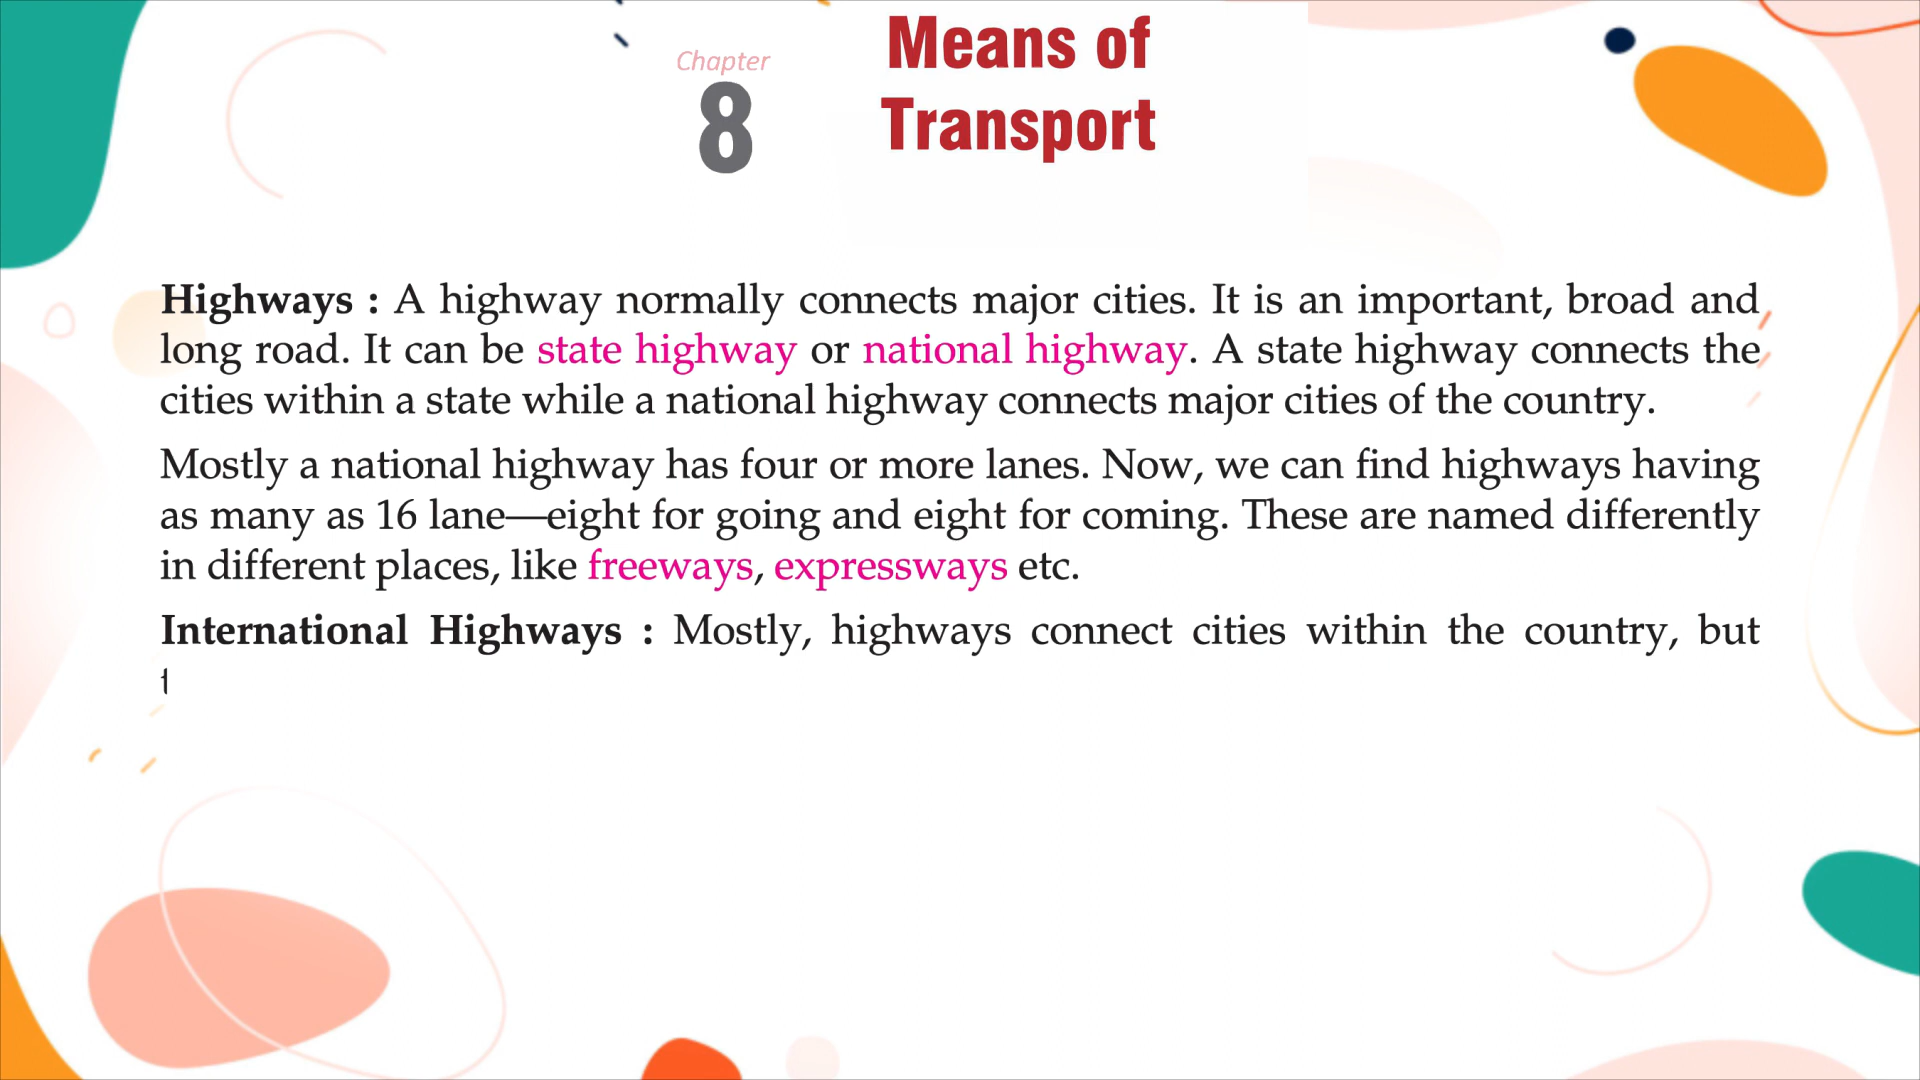 Chapter
8
Means of
Transport
Highways : A highway normally connects major cities. It is an important, broad and
long road. It can be state highway or national highway. A state highway connects the
cities within a state while a national highway connects major cities of the country.
Mostly a national highway has four or more lanes. Now, we can find highways having
as many as 16 lane—eight for going and eight for coming. These are named differently
in different places, like freeways, expressways etc.
International Highways : Mostly, highways connect cities within the country, but